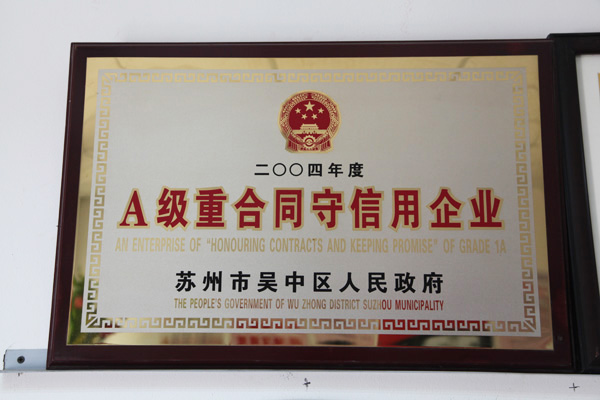 二〇〇四年度
A级重合同守信用企业
AN ENTERPRISE OF "HONOURING CONTRACTS AND KEEPING PROMISE" OF GRADE 1A
苏州市吴中区人民政府
THE PEOPLE'S GOVERNMENT OF WU ZHONG DISTRICT SUZHOU MUNICIPALITY